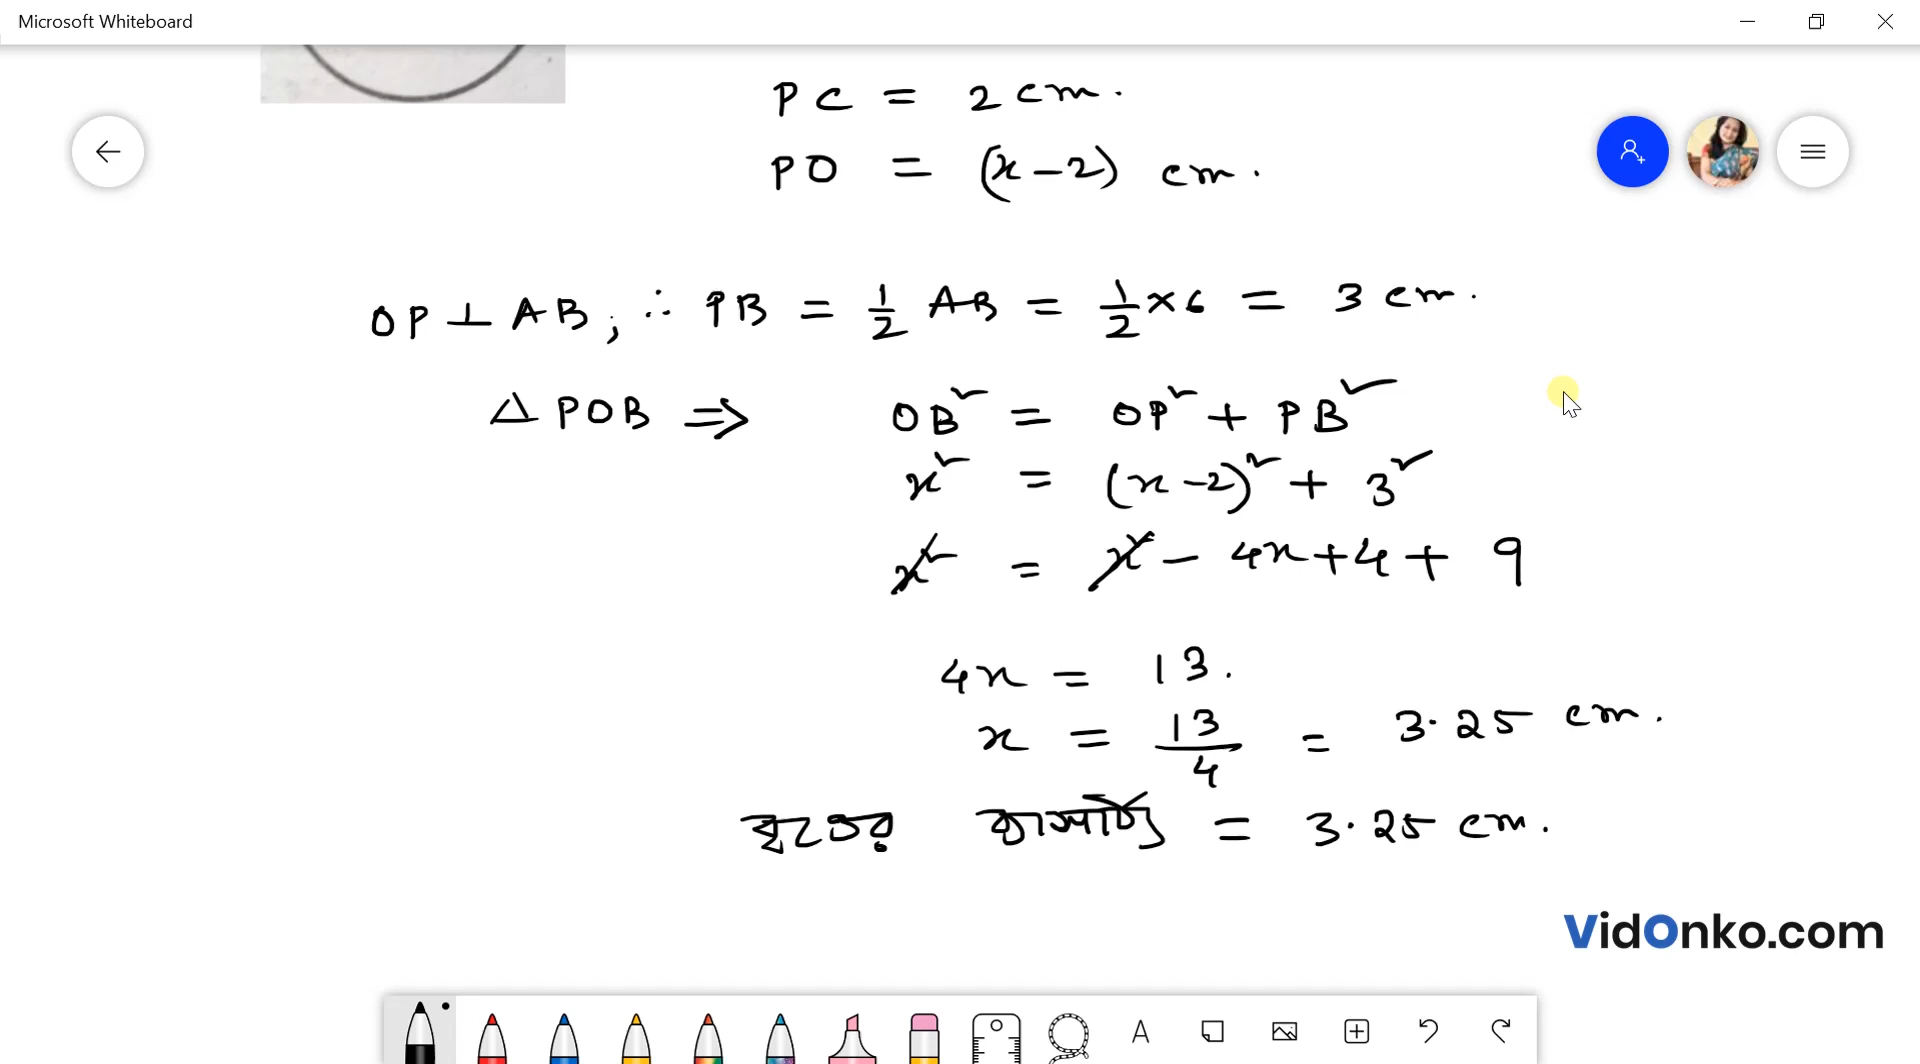 Microsoft Whiteboard
PC = 2 cm.
PO = (x-2) cm.
OP⊥AB, ∴ PB = 1/2 AB = 1/2 × 6 = 3 cm.
△ POB ⇒ OB² = OP² + PB²
x² = (x-2)² + 3²
x² = x² - 4x + 4 + 9
4x = 13.
x = 13/4 = 3.25 cm.
বৃত্তের ব্যাসার্ধ = 3.25 cm.
VidOnko.com